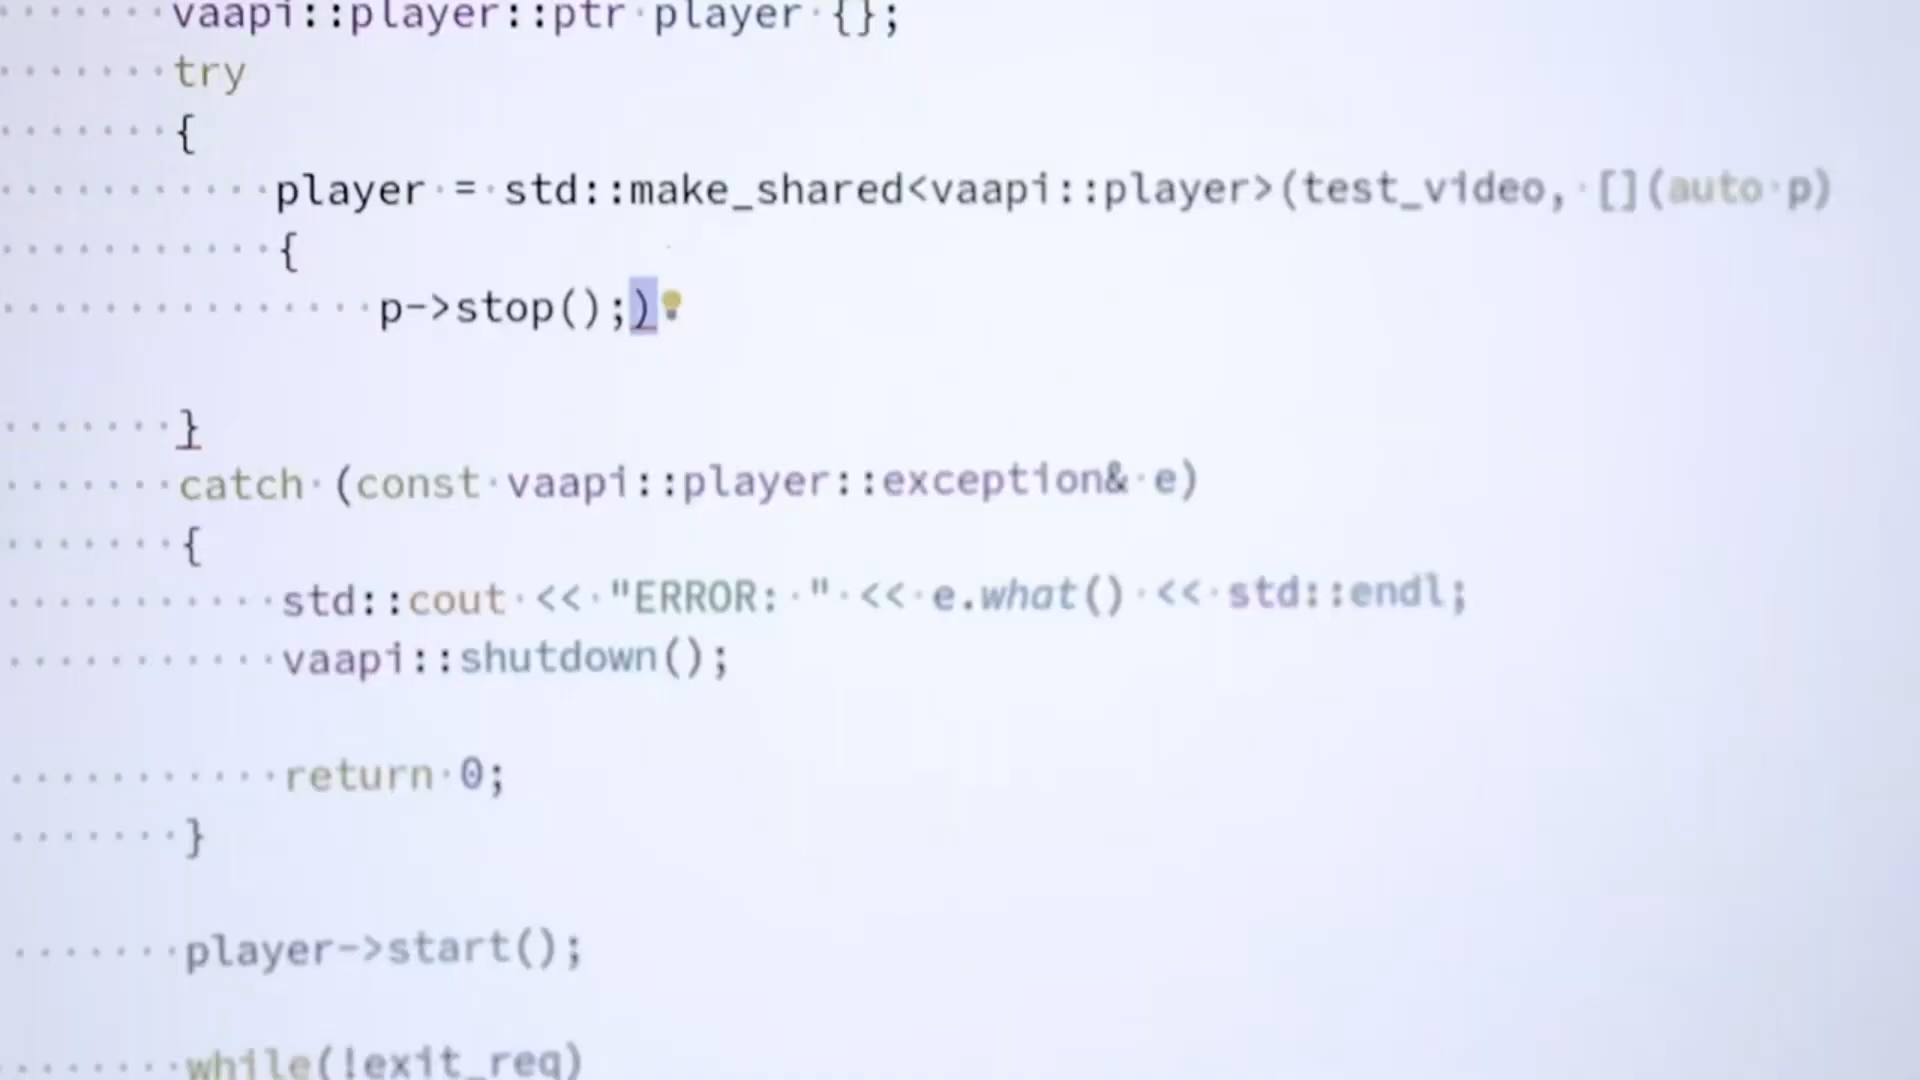 vaapi::player::ptr player {};
try
{
player = std::make_shared<vaapi::player>(test_video, [](auto p)
{
p->stop();)
}
catch (const vaapi::player::exception& e)
{
std::cout << "ERROR: " << e.what() << std::endl;
vaapi::shutdown();
return 0;
}
player->start();
while(!exit_req)